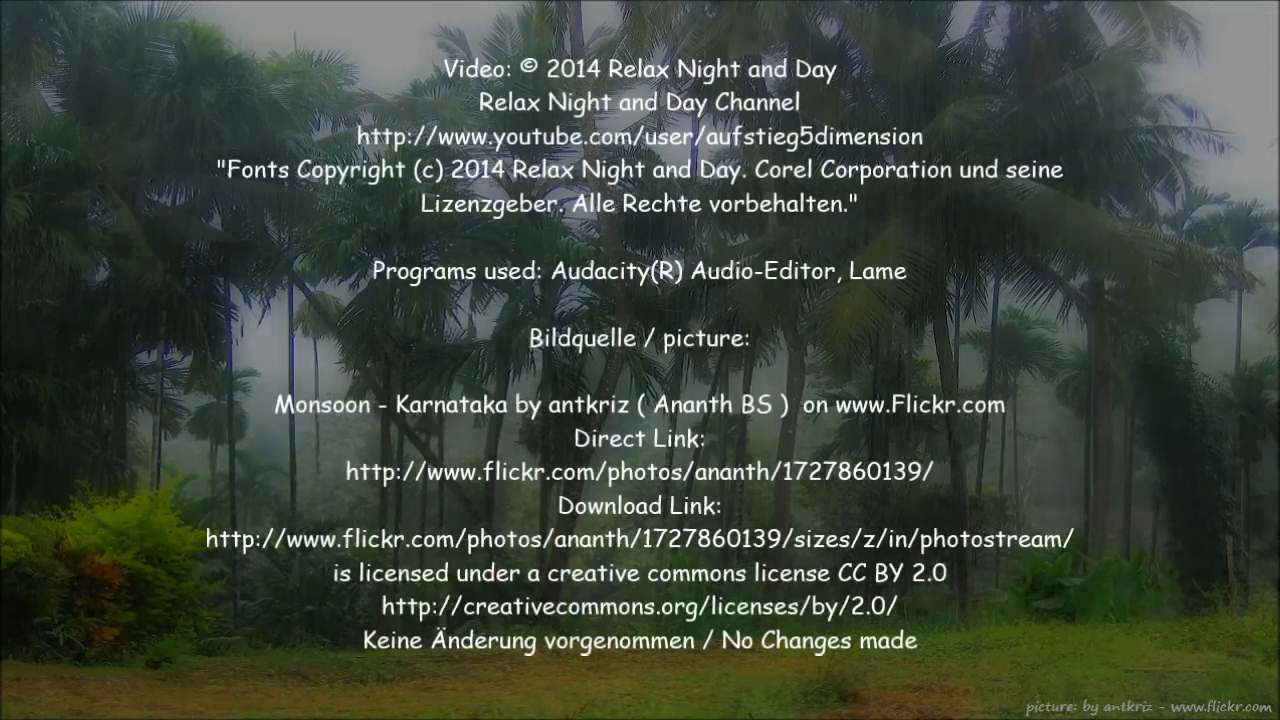 Video: © 2014 Relax Night and Day
Relax Night and Day Channel
http://www.youtube.com/user/aufstieg5dimension
"Fonts Copyright (c) 2014 Relax Night and Day. Corel Corporation und seine
Lizenzgeber. Alle Rechte vorbehalten."
Programs used: Audacity(R) Audio-Editor, Lame
Bildquelle / picture:
Monsoon - Karnataka by antkriz ( Ananth BS )  on www.Flickr.com
Direct Link:
http://www.flickr.com/photos/ananth/1727860139/
Download Link:
http://www.flickr.com/photos/ananth/1727860139/sizes/z/in/photostream/
is licensed under a creative commons license CC BY 2.0
http://creativecommons.org/licenses/by/2.0/
Keine Änderung vorgenommen / No Changes made
picture: by antkriz - www.flickr.com